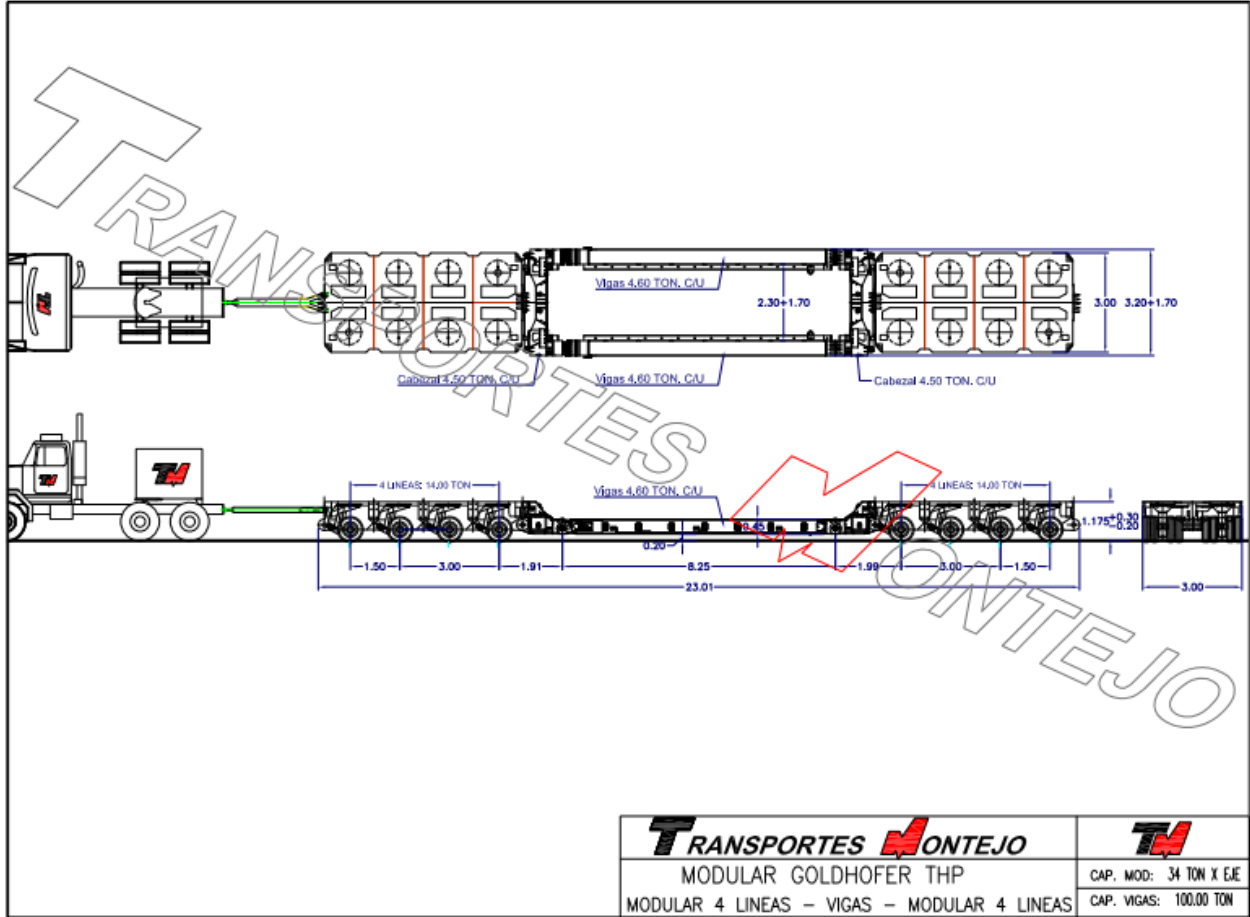 TRANSPORTES MONTEJO
Vigas 4.60 TON. C/U
2.30+1.70
3.00
3.20+1.70
Cabezal 4.50 TON. C/U
Vigas 4.60 TON. C/U
Cabezal 4.50 TON. C/U
TM
TM
TM
4 LINEAS: 14.00 TON
Vigas 4.60 TON. C/U
4 LINEAS: 14.00 TON
0.45
1.175+0.30
-0.20
0.20
1.50
3.00
1.91
8.25
1.99
3.00
1.50
23.01
3.00
TRANSPORTES MONTEJO
TM
MODULAR GOLDHOFER THP
CAP. MOD: 34 TON X EJE
MODULAR 4 LINEAS - VIGAS - MODULAR 4 LINEAS
CAP. VIGAS: 100.00 TON